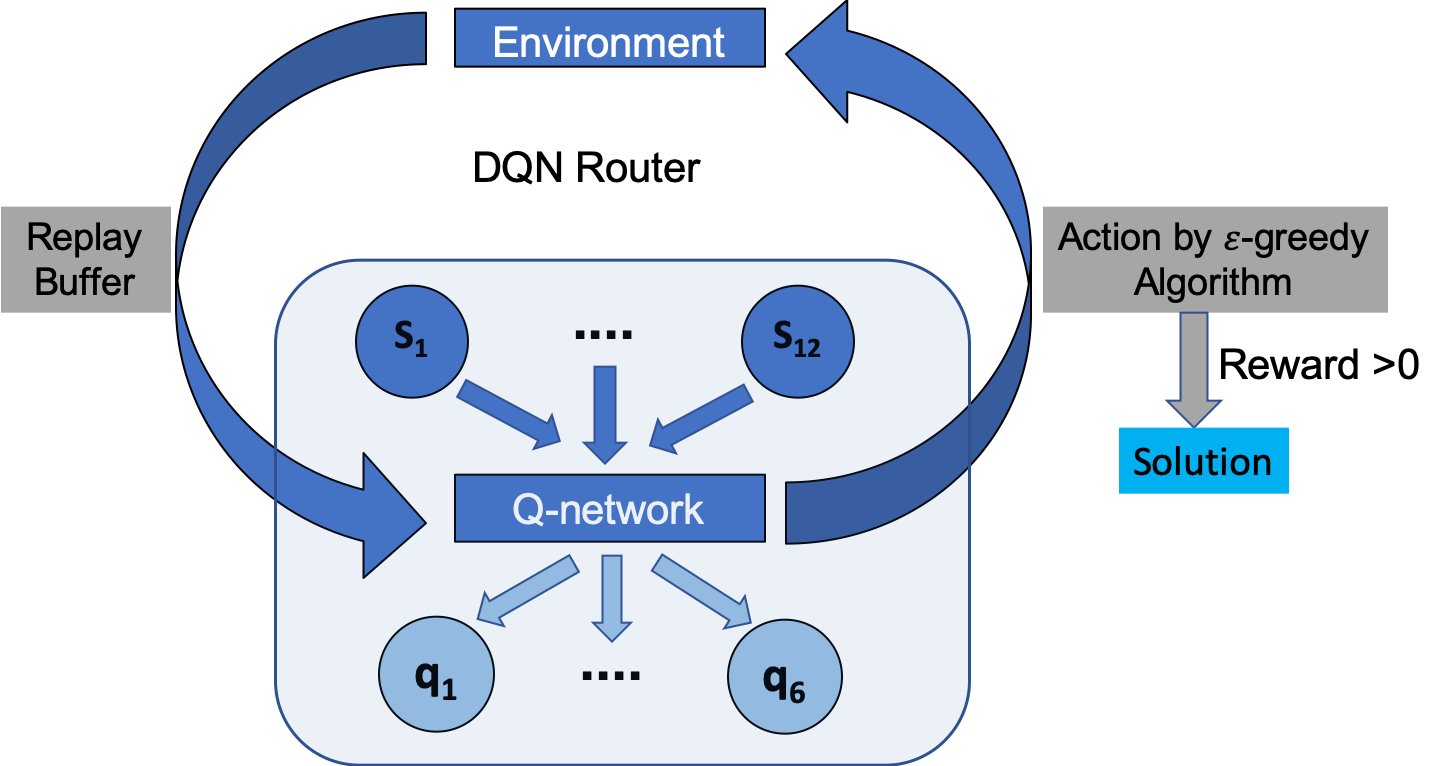 Environment
DQN Router
Replay
Buffer
Action by ε-greedy
Algorithm
Reward >0
Solution
S1
....
S12
Q-network
q1
....
q6